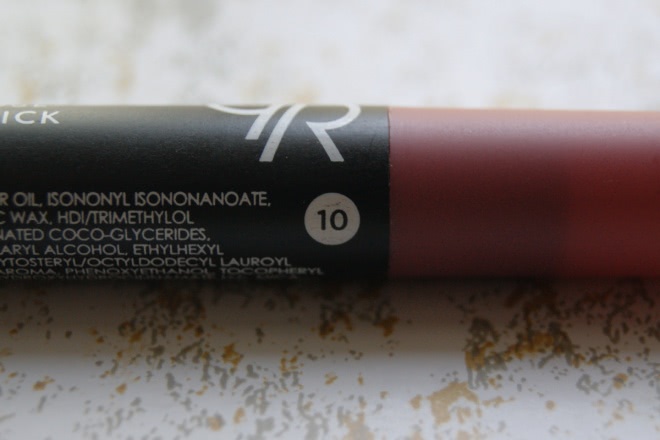 ICK
R
R OIL, ISONONYL ISONONANOATE,
C WAX, HDI/TRIMETHYLOL
NATED COCO-GLYCERIDES,
ARYL ALCOHOL, ETHYLHEXYL
YTOSTERYL/OCTYLDODECYL LAUROYL
AROMA, PHENOXYETHANOL, TOCOPHERYL
10